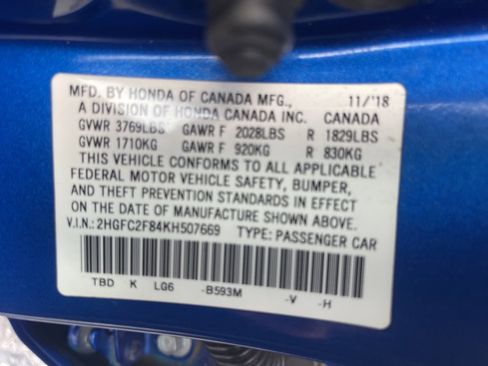 MFD. BY HONDA OF CANADA MFG., 11/'18
A DIVISION OF HONDA CANADA INC. CANADA
GVWR 3769LBS GAWR F 2028LBS R 1829LBS
GVWR 1710KG GAWR F 920KG R 830KG
THIS VEHICLE CONFORMS TO ALL APPLICABLE
FEDERAL MOTOR VEHICLE SAFETY, BUMPER,
AND THEFT PREVENTION STANDARDS IN EFFECT
ON THE DATE OF MANUFACTURE SHOWN ABOVE.
V.I.N.: 2HGFC2F84KH507669 TYPE: PASSENGER CAR
TBD K LG6 -B593M -V -H